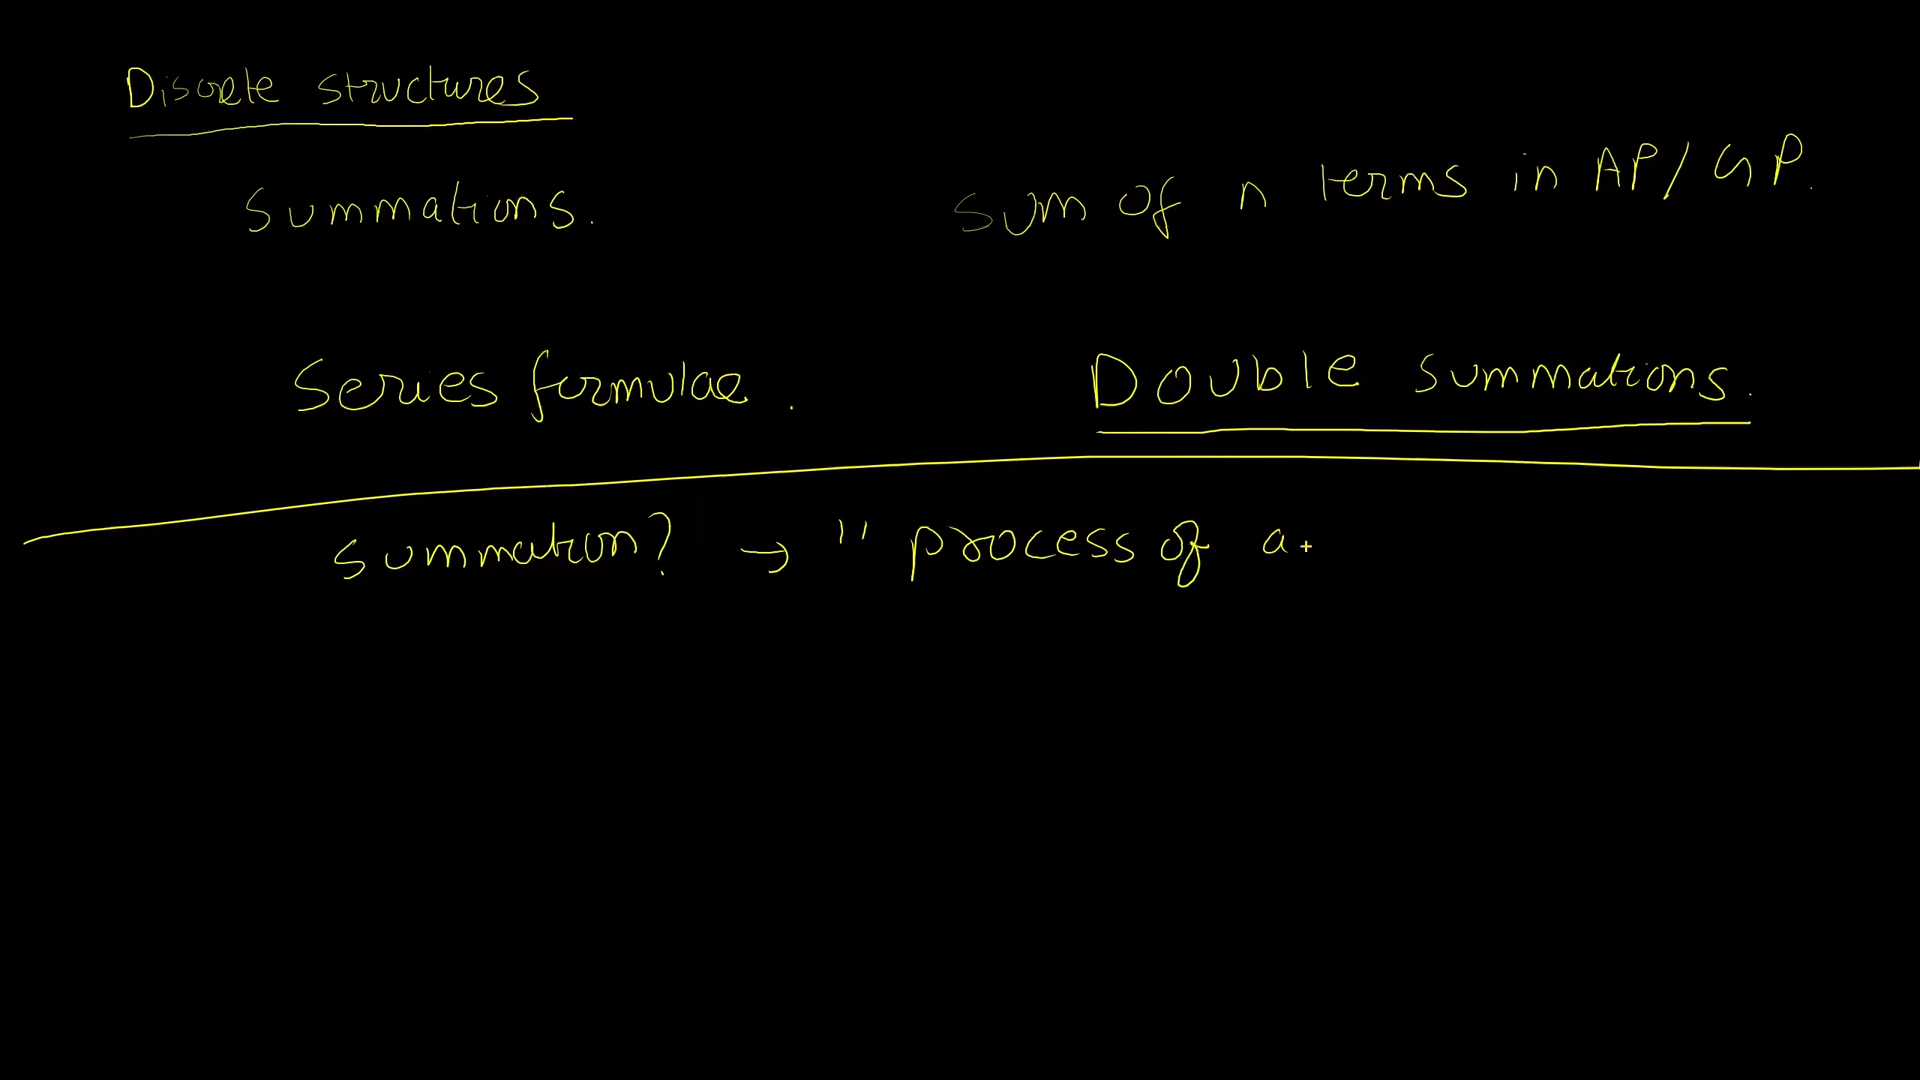 Discrete structures
summations.
sum of n terms in AP/GP.
Series formulae.
Double summations.
summation? → " process of a